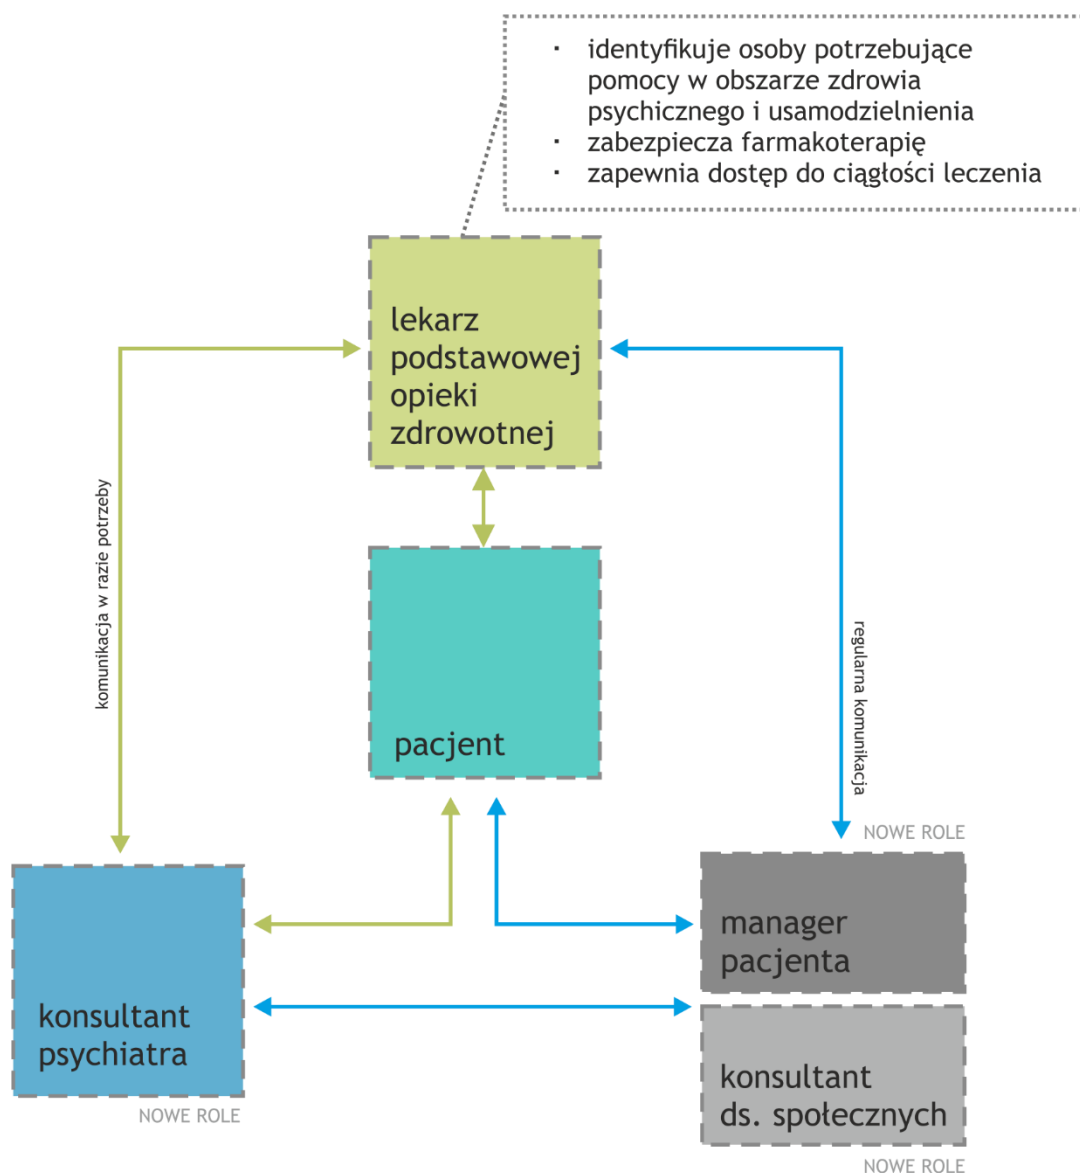 · identyfikuje osoby potrzebujące
pomocy w obszarze zdrowia
psychicznego i usamodzielnienia
· zabezpiecza farmakoterapię
· zapewnia dostęp do ciągłości leczenia
lekarz
podstawowej
opieki
zdrowotnej
komunikacja w razie potrzeby
pacjent
regularna komunikacja
NOWE ROLE
manager
pacjenta
konsultant
psychiatra
NOWE ROLE
konsultant
ds. społecznych
NOWE ROLE